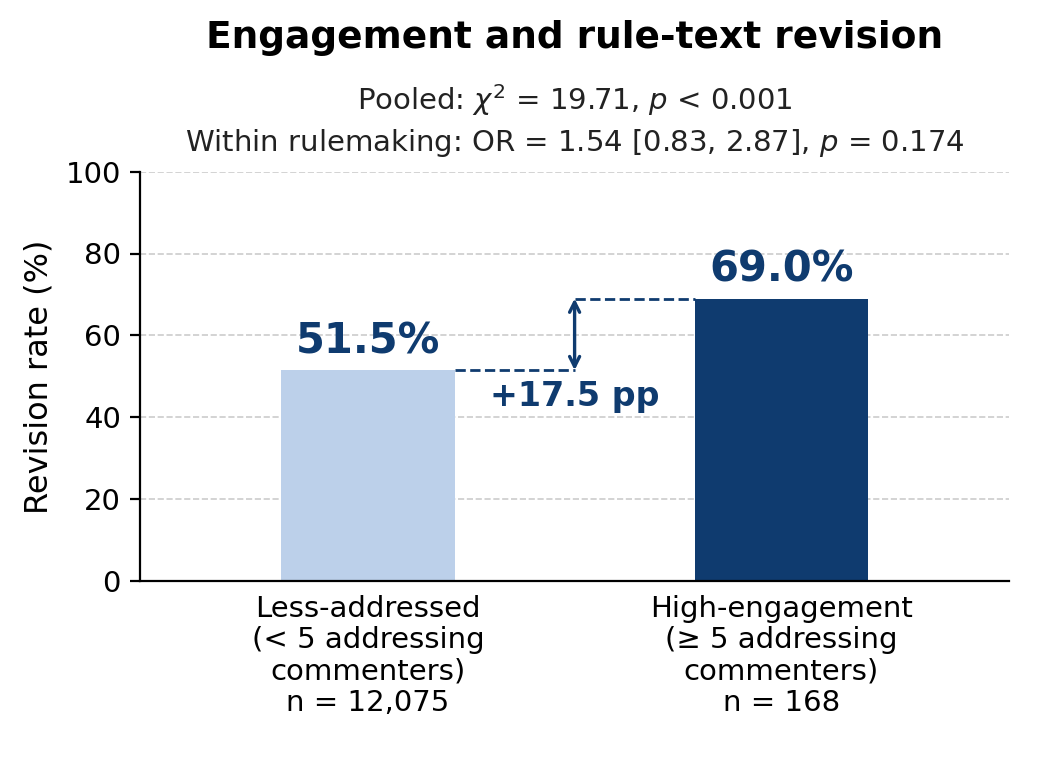 Engagement and rule-text revision
Pooled: χ² = 19.71, p < 0.001
Within rulemaking: OR = 1.54 [0.83, 2.87], p = 0.174
Revision rate (%)
100
80
60
40
20
0
51.5%
69.0%
+17.5 pp
Less-addressed
(< 5 addressing
commenters)
n = 12,075
High-engagement
(≥ 5 addressing
commenters)
n = 168